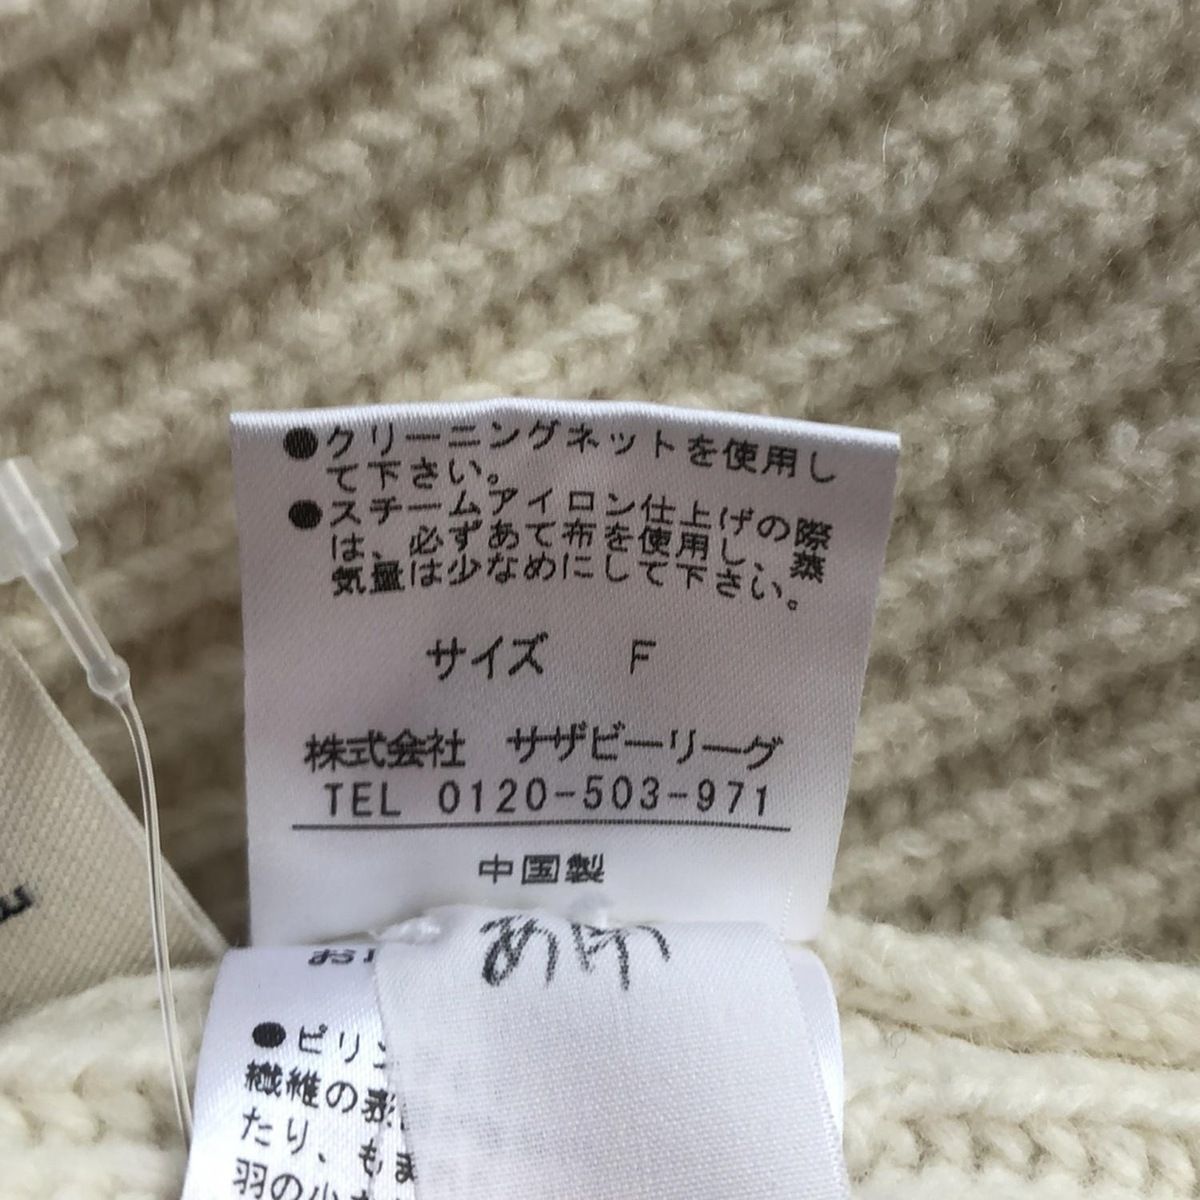 ●クリーニングネットを使用し
て下さい。
●スチームアイロン仕上げの際
は、必ずあて布を使用し、蒸
気量は少なめにして下さい。
サイズ F
株式会社 サザビーリーグ
TEL 0120-503-971
中国製
●ピリン
繊維の表
たり、もま
羽の少な